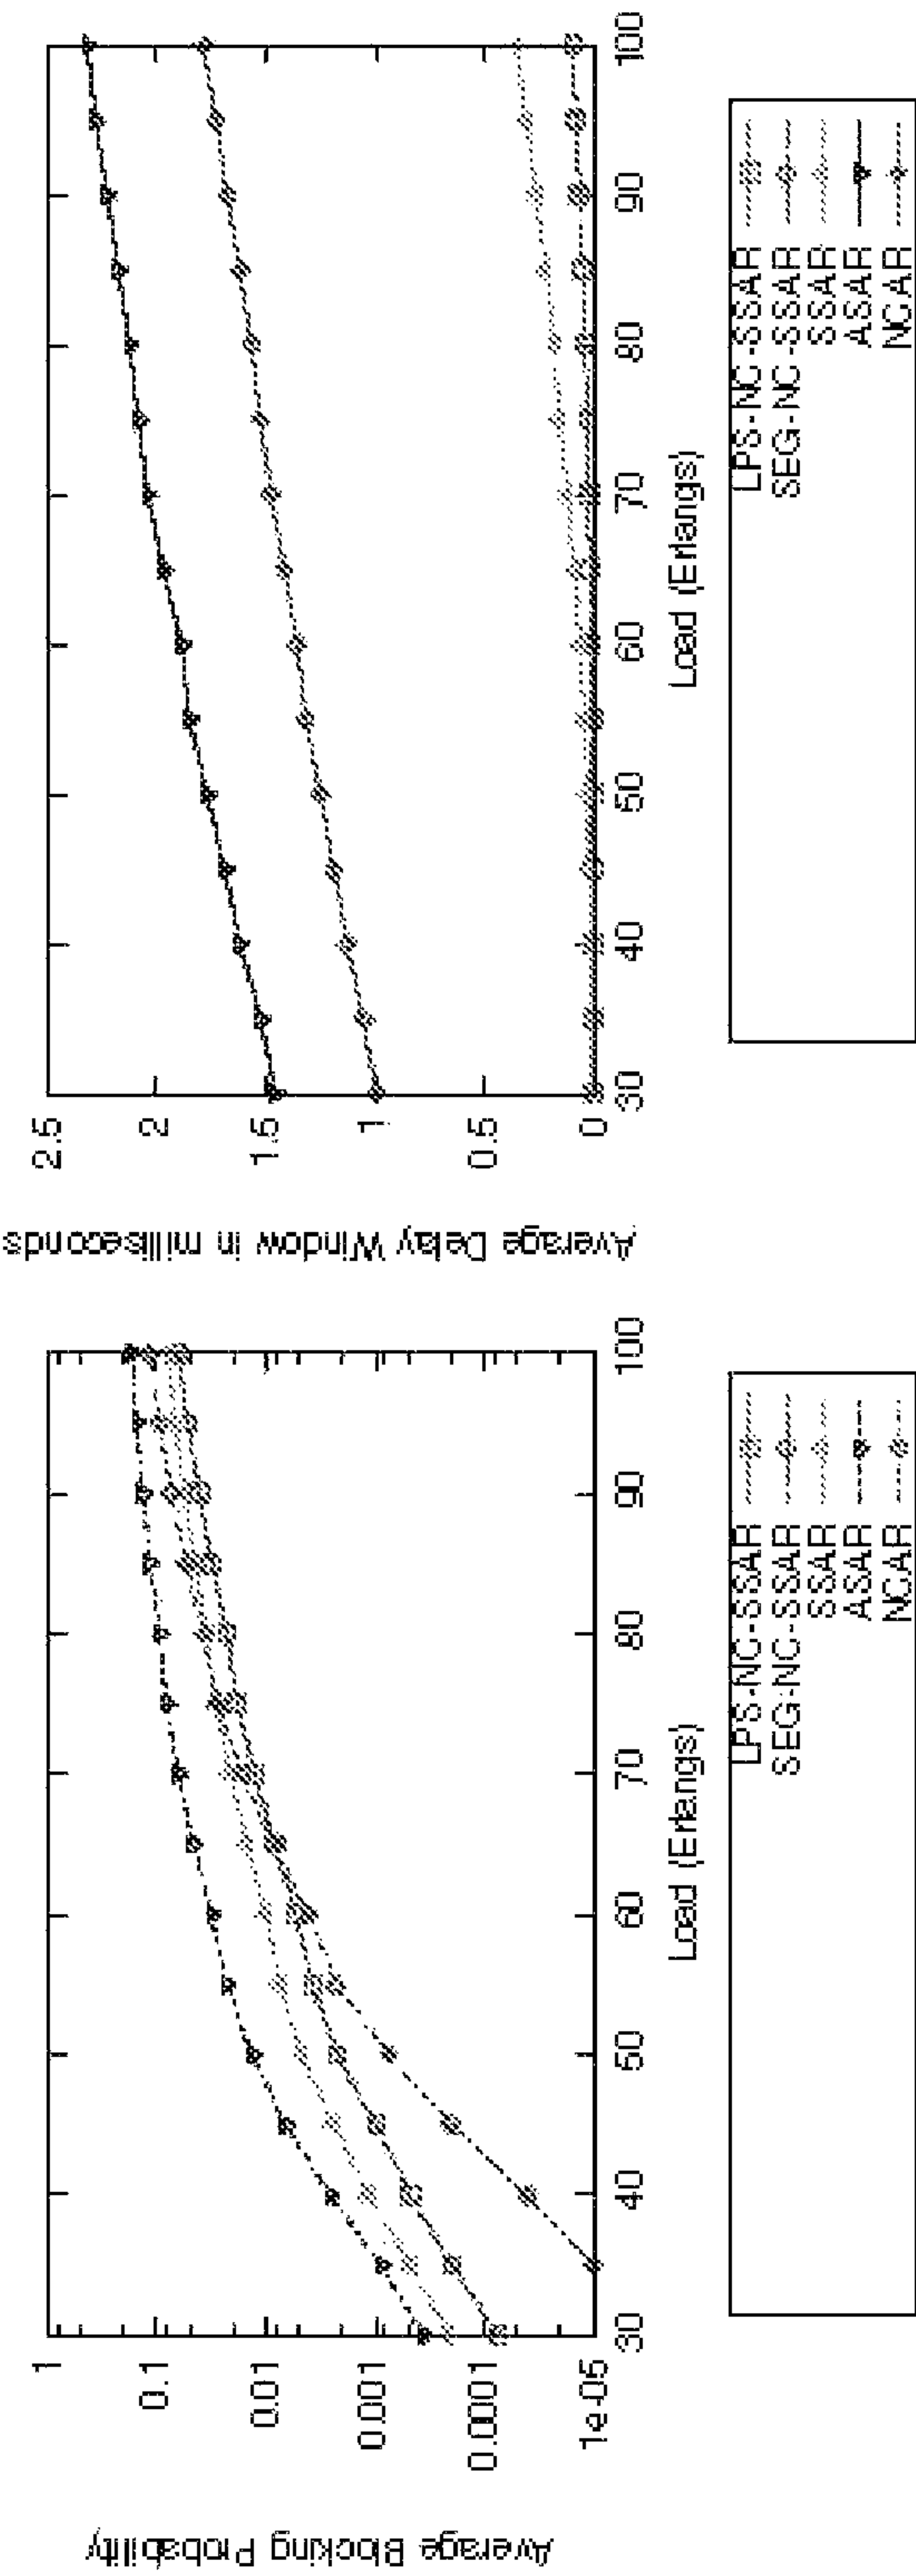 Average Blocking Probability
1
0.1
0.01
0.001
0.0001
1e-05
30 40 50 60 70 80 90 100
Load (Erlangs)
LPS-NC-SSAR
SEG-NC-SSAR
SSAR
ASAR
NCAR
Average Delay Window in milliseconds
2.5
2
1.5
1
0.5
0
30 40 50 60 70 80 90 100
Load (Erlangs)
LPS-NC-SSAR
SEG-NC-SSAR
SSAR
ASAR
NCAR